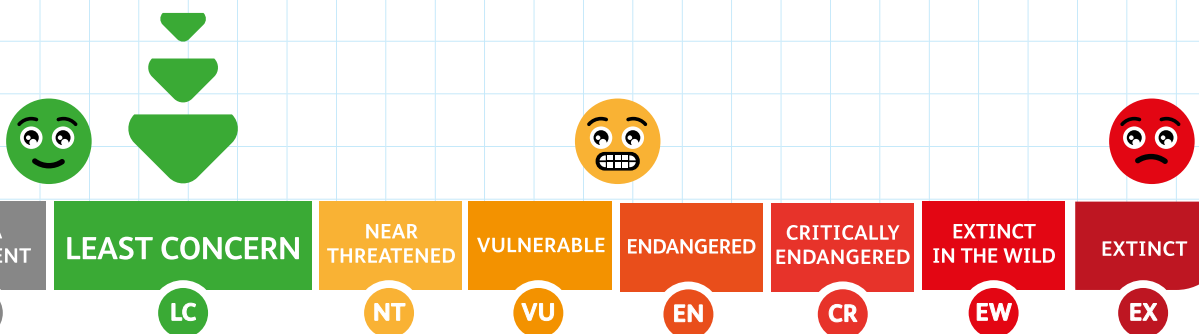 LEAST CONCERN
NEAR
THREATENED
VULNERABLE
ENDANGERED
CRITICALLY
ENDANGERED
EXTINCT
IN THE WILD
EXTINCT
LC
NT
VU
EN
CR
EW
EX